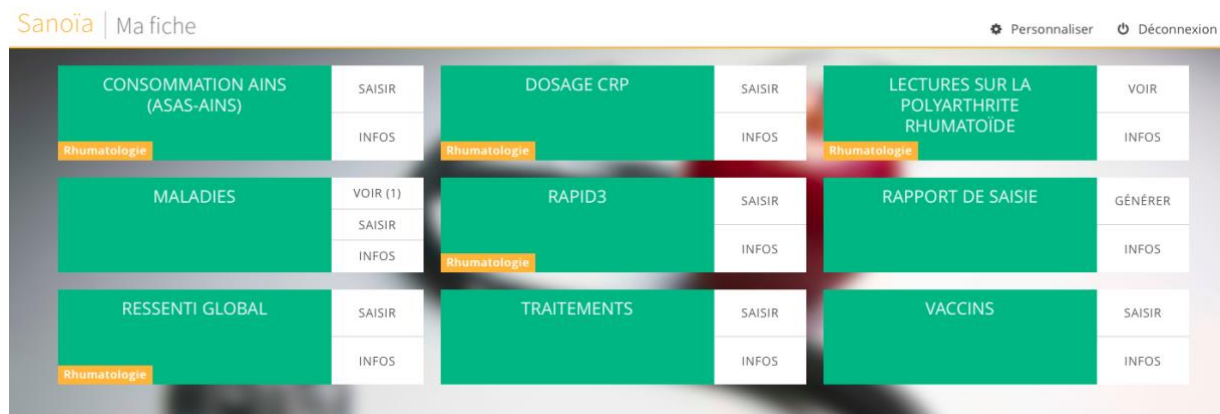 Sanoïa | Ma fiche
Personnaliser
Déconnexion
CONSOMMATION AINS
(ASAS-AINS)
Rhumatologie
SAISIR
INFOS
DOSAGE CRP
Rhumatologie
SAISIR
INFOS
LECTURES SUR LA
POLYARTHRITE
RHUMATOÏDE
Rhumatologie
VOIR
INFOS
MALADIES
VOIR (1)
SAISIR
INFOS
RAPID3
Rhumatologie
SAISIR
INFOS
RAPPORT DE SAISIE
GÉNÉRER
INFOS
RESSENTI GLOBAL
Rhumatologie
SAISIR
INFOS
TRAITEMENTS
SAISIR
INFOS
VACCINS
SAISIR
INFOS